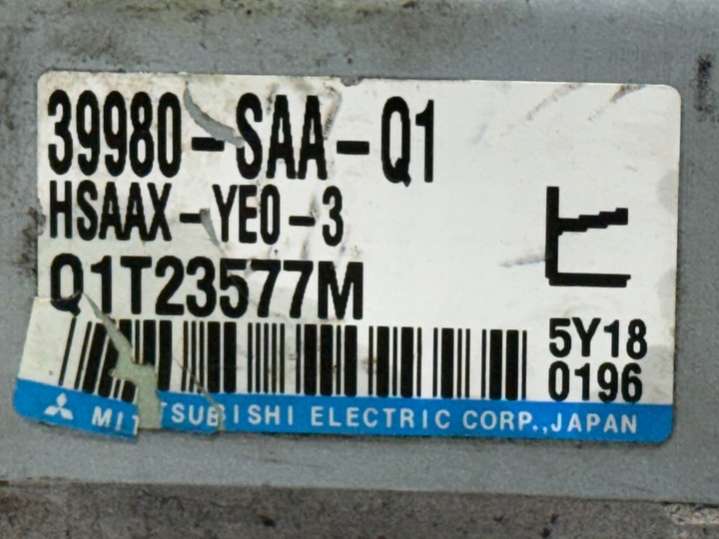 39980-SAA-Q1
HSAAX-YE0-3
Q1T23577M
ヒ
5Y18
0196
MITSUBISHI ELECTRIC CORP.,JAPAN